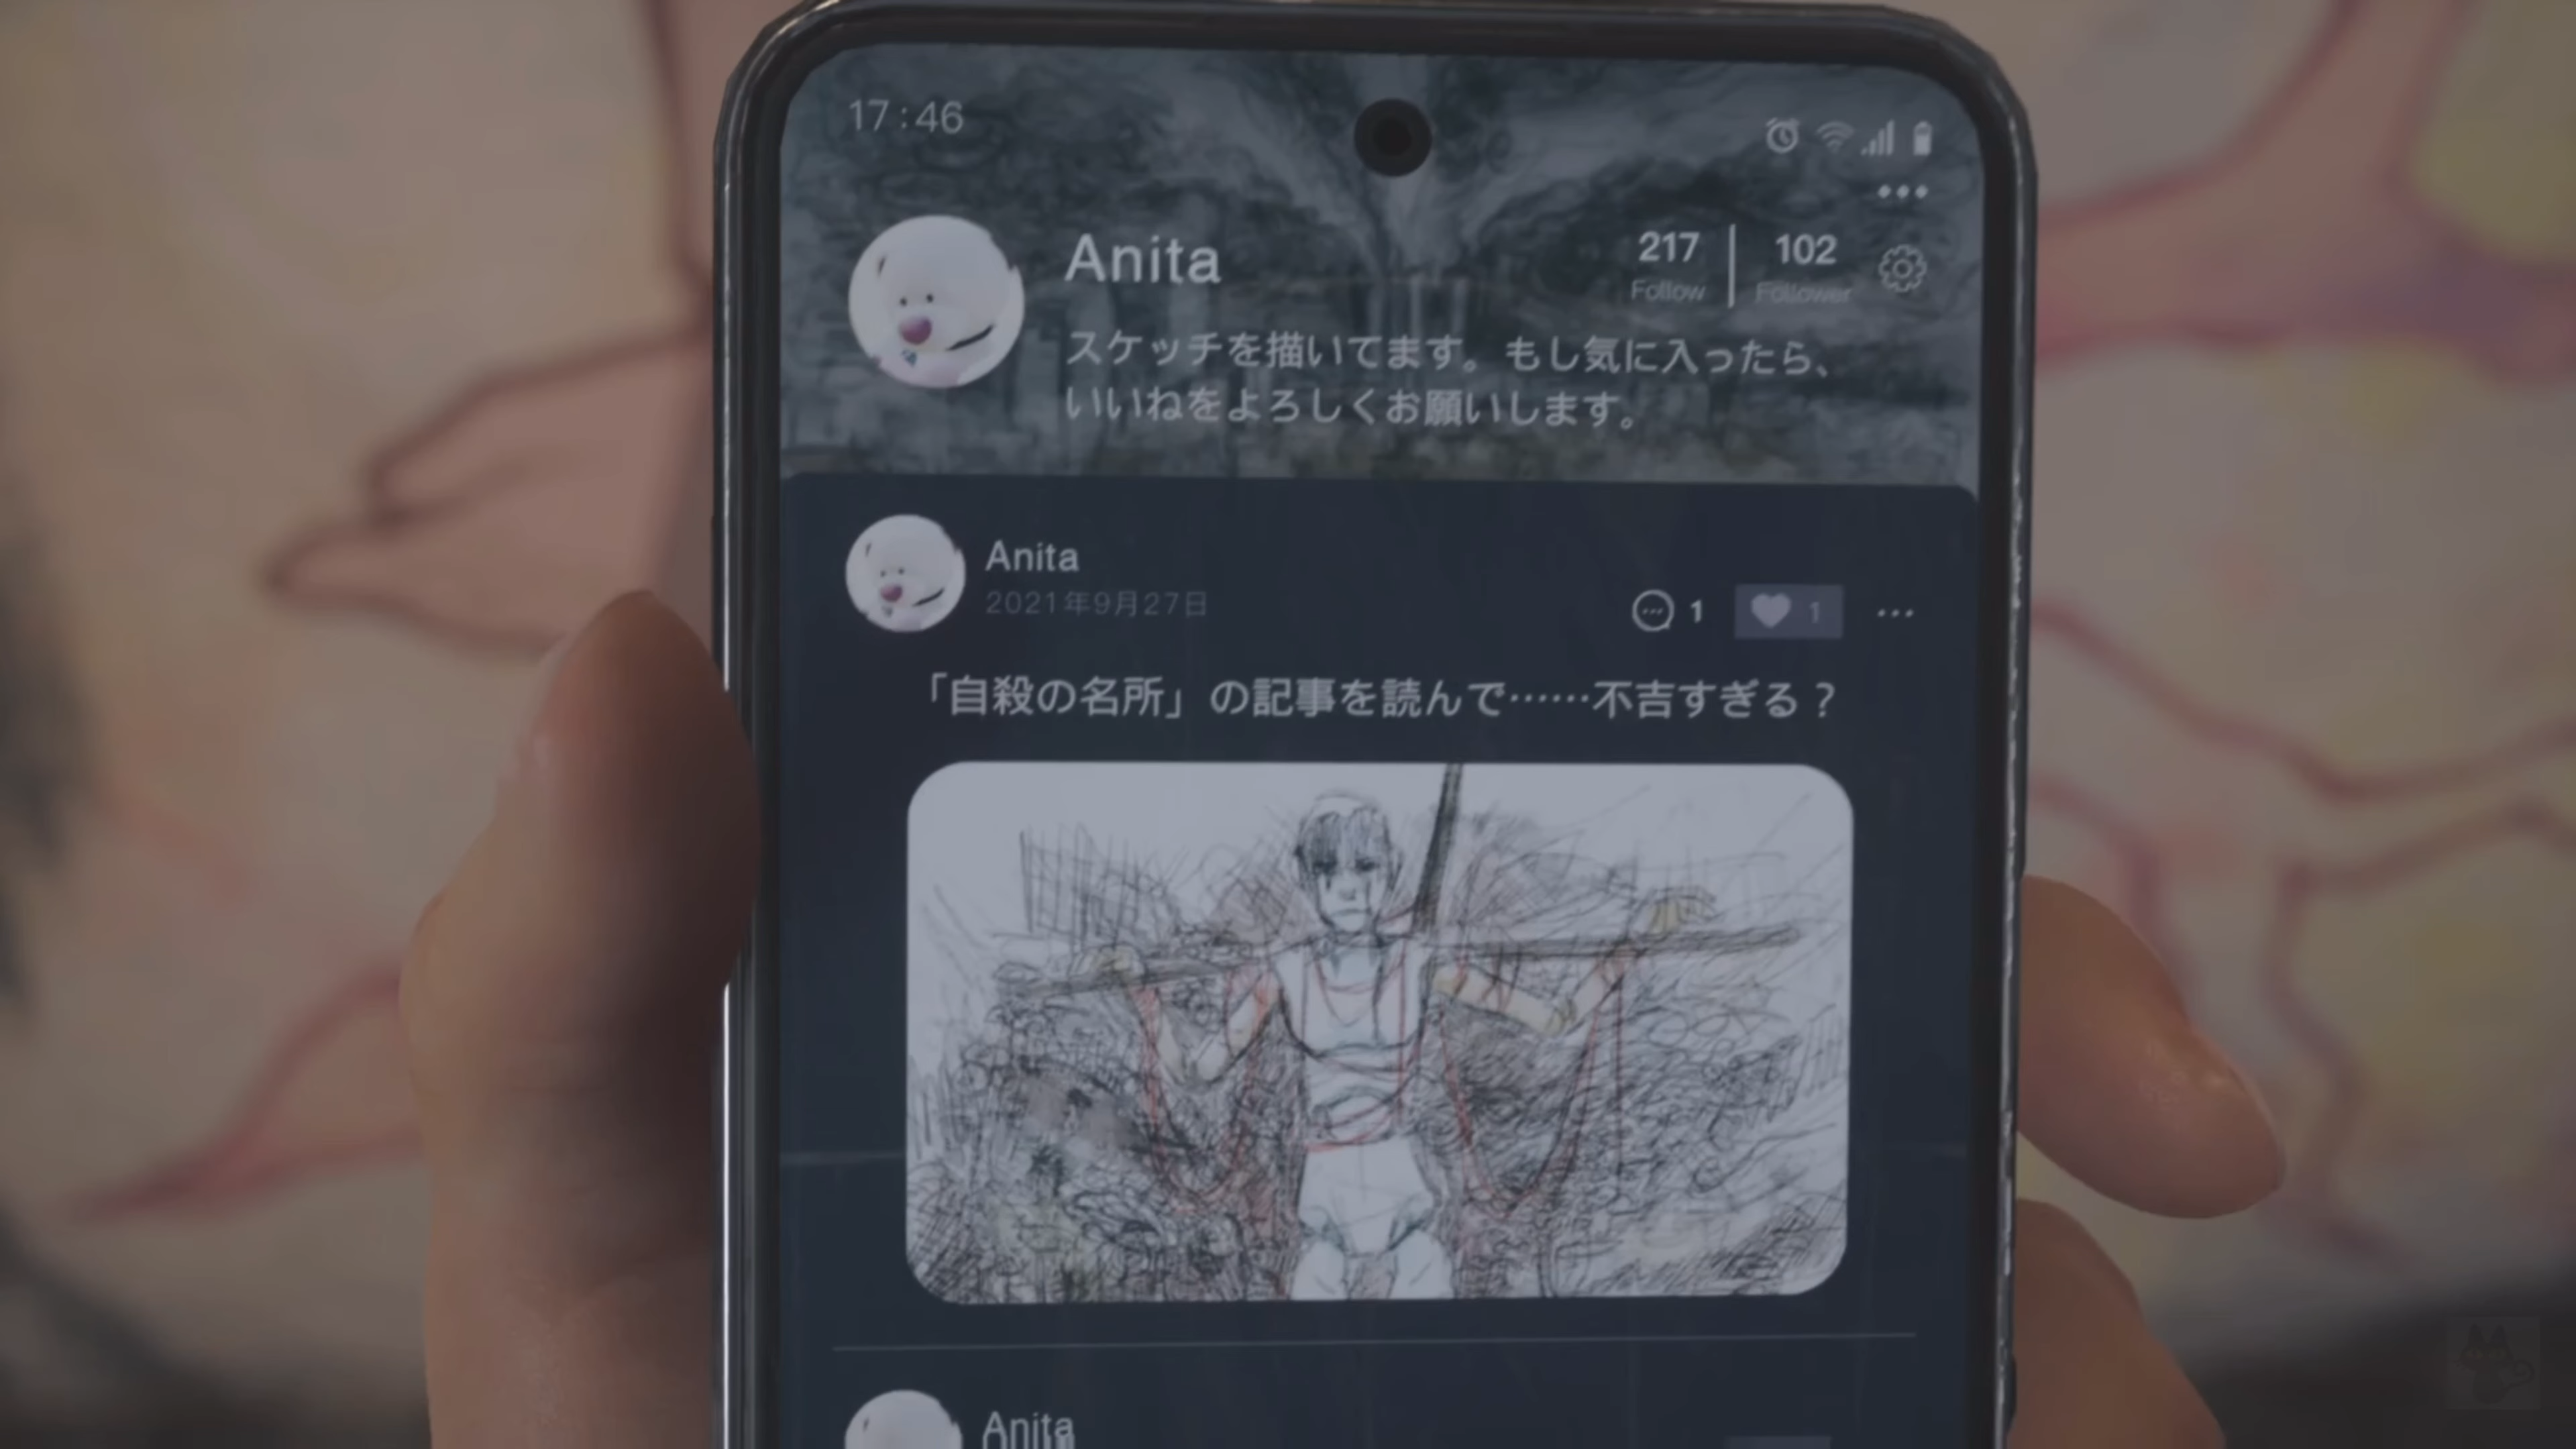 17:46
Anita
217
102
Follow
Follower
スケッチを描いてます。もし気に入ったら、
いいねをよろしくお願いします。
Anita
2021年9月27日
1
1
「自殺の名所」の記事を読んで……不吉すぎる？
Anita